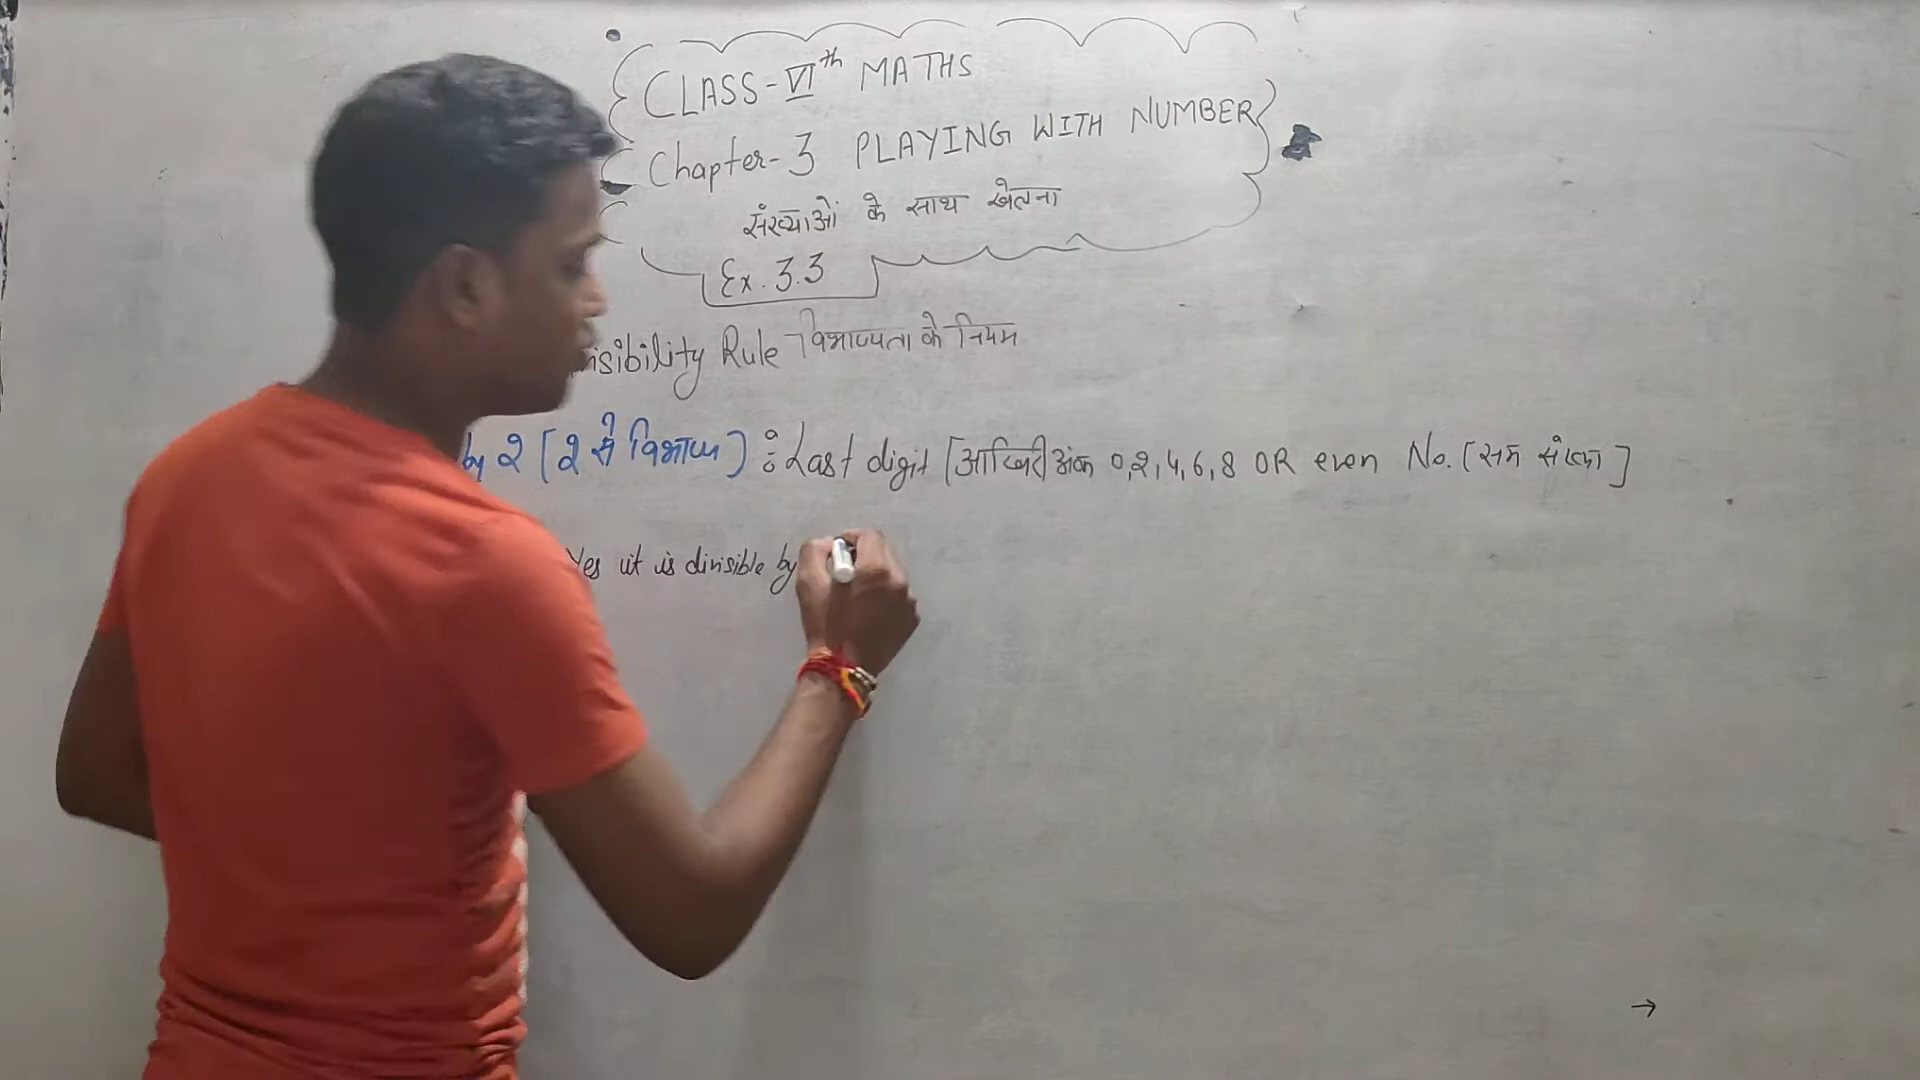 CLASS-VIth MATHS
Chapter-3 PLAYING WITH NUMBER
संख्याओं के साथ खेलना
Ex. 3.3
isibility Rule विभाज्यता के नियम
by 2 [2 से विभाज्य] : Last digit [आखिरी अंक 0,2,4,6,8 OR even No. [सम संख्या]
Yes it is divisible by
→